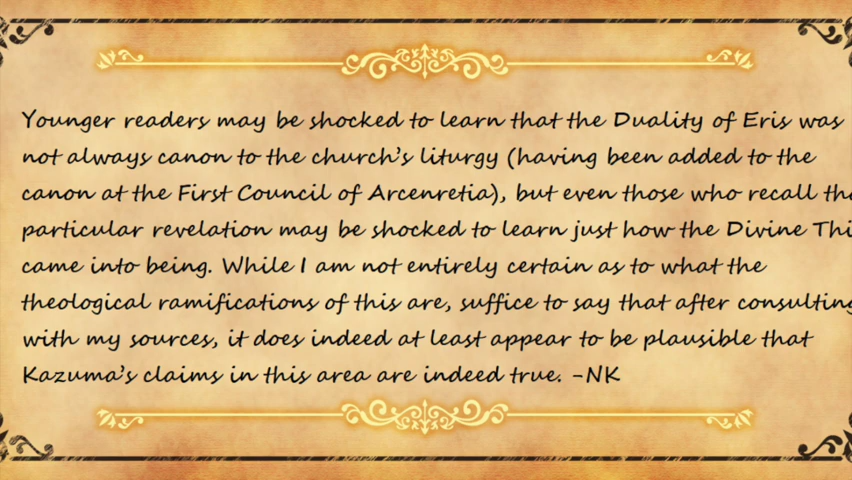 Younger readers may be shocked to learn that the Duality of Eris was
not always canon to the church's liturgy (having been added to the
canon at the First Council of Arcenretia), but even those who recall
particular revelation may be shocked to learn just how the Divine
came into being. While I am not entirely certain as to what the
theological ramifications of this are, suffice to say that after consulting
with my sources, it does indeed at least appear to be plausible that
Kazuma's claims in this area are indeed true. -NK